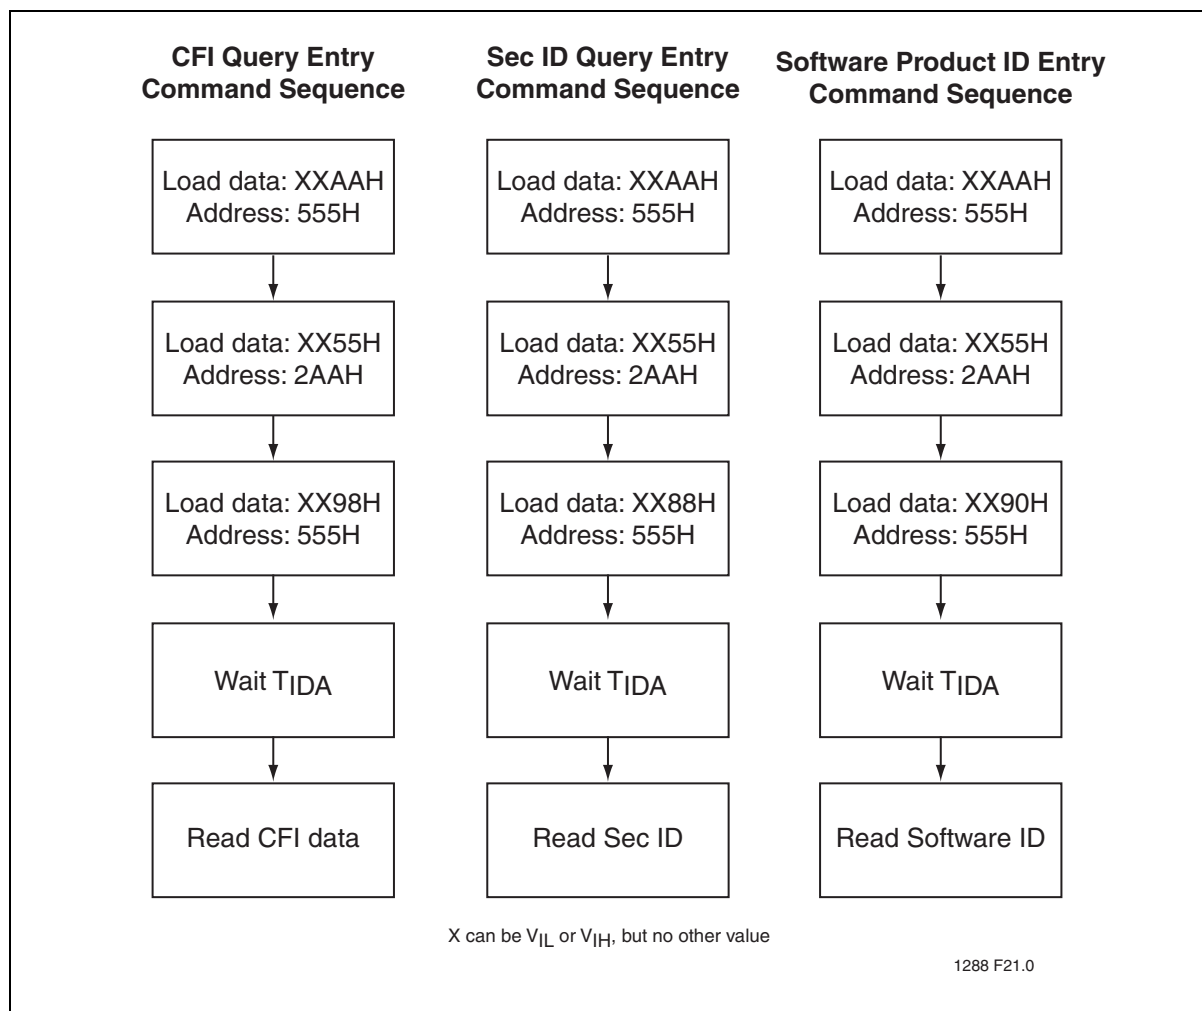 CFI Query Entry
Command Sequence
Load data: XXAAH
Address: 555H
Load data: XX55H
Address: 2AAH
Load data: XX98H
Address: 555H
Wait TIDA
Read CFI data
Sec ID Query Entry
Command Sequence
Load data: XXAAH
Address: 555H
Load data: XX55H
Address: 2AAH
Load data: XX88H
Address: 555H
Wait TIDA
Read Sec ID
Software Product ID Entry
Command Sequence
Load data: XXAAH
Address: 555H
Load data: XX55H
Address: 2AAH
Load data: XX90H
Address: 555H
Wait TIDA
Read Software ID
X can be VIL or VIH, but no other value
1288 F21.0